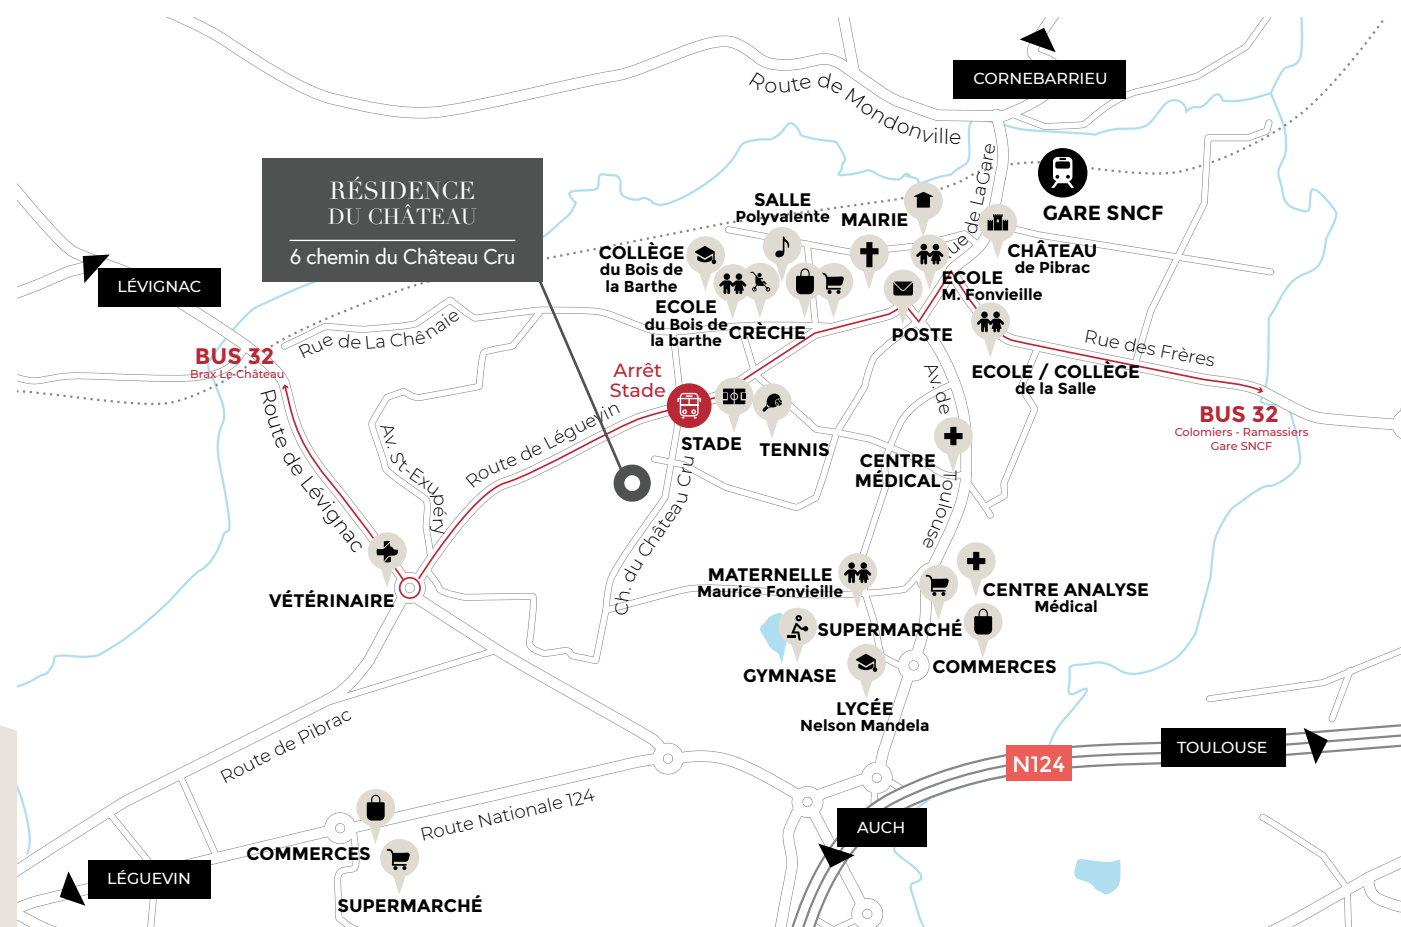 CORNEBARRIEU
Route de Mondonville
Rue de LaGare
GARE SNCF
RÉSIDENCE
DU CHÂTEAU
6 chemin du Château Cru
SALLE
Polyvalente
MAIRIE
CHÂTEAU
de Pibrac
COLLÈGE
du Bois de
la Barthe
LÉVIGNAC
ECOLE
M. Fonvieille
ECOLE
du Bois de
la barthe
CRÈCHE
POSTE
Rue de La Chênaie
BUS 32
Brax Le-Château
Rue des Frères
Arrêt
Stade
ECOLE / COLLÈGE
de la Salle
BUS 32
Colomiers - Ramassiers
Gare SNCF
Route de Lévignac
Av. St-Exupéry
Route de Léguevin
STADE
TENNIS
Av. de Toulouse
CENTRE
MÉDICAL
Ch. du Château Cru
VÉTÉRINAIRE
MATERNELLE
Maurice Fonvieille
CENTRE ANALYSE
Médical
SUPERMARCHÉ
GYMNASE
COMMERCES
LYCÉE
Nelson Mandela
Route de Pibrac
N124
TOULOUSE
Route Nationale 124
AUCH
COMMERCES
LÉGUEVIN
SUPERMARCHÉ